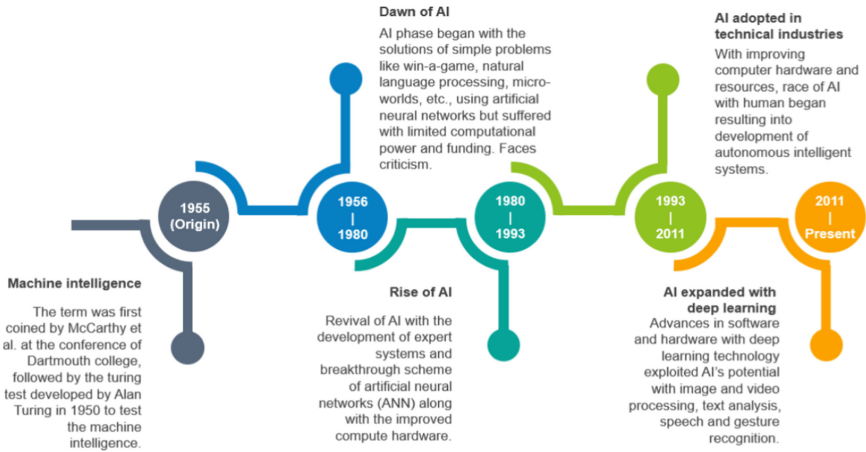 Dawn of AI
AI phase began with the
solutions of simple problems
like win-a-game, natural
language processing, micro-
worlds, etc., using artificial
neural networks but suffered
with limited computational
power and funding. Faces
criticism.
AI adopted in
technical industries
With improving
computer hardware and
resources, race of AI
with human began
resulting into
development of
autonomous intelligent
systems.
1955
(Origin)
1956
|
1980
1980
|
1993
1993
|
2011
2011
|
Present
Machine intelligence
The term was first
coined by McCarthy et
al. at the conference of
Dartmouth college,
followed by the turing
test developed by Alan
Turing in 1950 to test
the machine
intelligence.
Rise of AI
Revival of AI with the
development of expert
systems and
breakthrough scheme
of artificial neural
networks (ANN) along
with the improved
compute hardware.
AI expanded with
deep learning
Advances in software
and hardware with deep
learning technology
exploited AI's potential
with image and video
processing, text analysis,
speech and gesture
recognition.